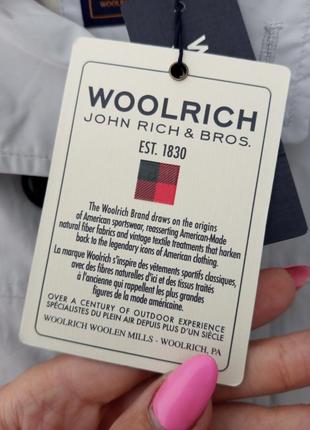 WOOLRICH
JOHN RICH & BROS.
EST. 1830
The Woolrich Brand draws on the origins
of American sportswear, reasserting American-Made
natural fiber fabrics and vintage textile treatments that harken
back to the legendary icons of American clothing.
La marque Woolrich s'inspire des vêtements sportifs classiques,
avec des fibres naturelles d'ici et des tissus traités
à l'ancienne qui rappellent les plus grandes
figures de la mode américaine.
OVER A CENTURY OF OUTDOOR EXPERIENCE
SPÉCIALISTES DU PLEIN AIR DEPUIS PLUS D'UN SIÈCLE
WOOLRICH WOOLEN MILLS - WOOLRICH, PA